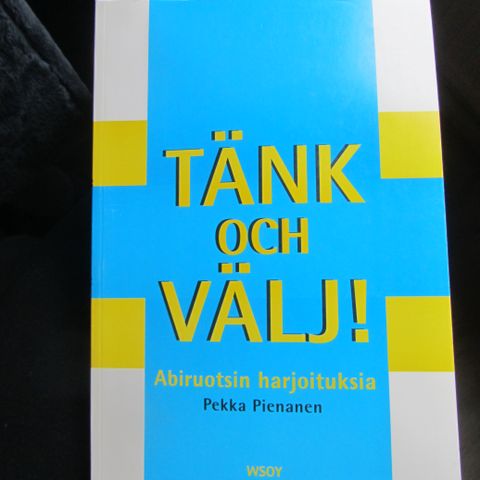 TÄNK
OCH
VÄLJ!
Abiruotsin harjoituksia
Pekka Pienanen
WSOY